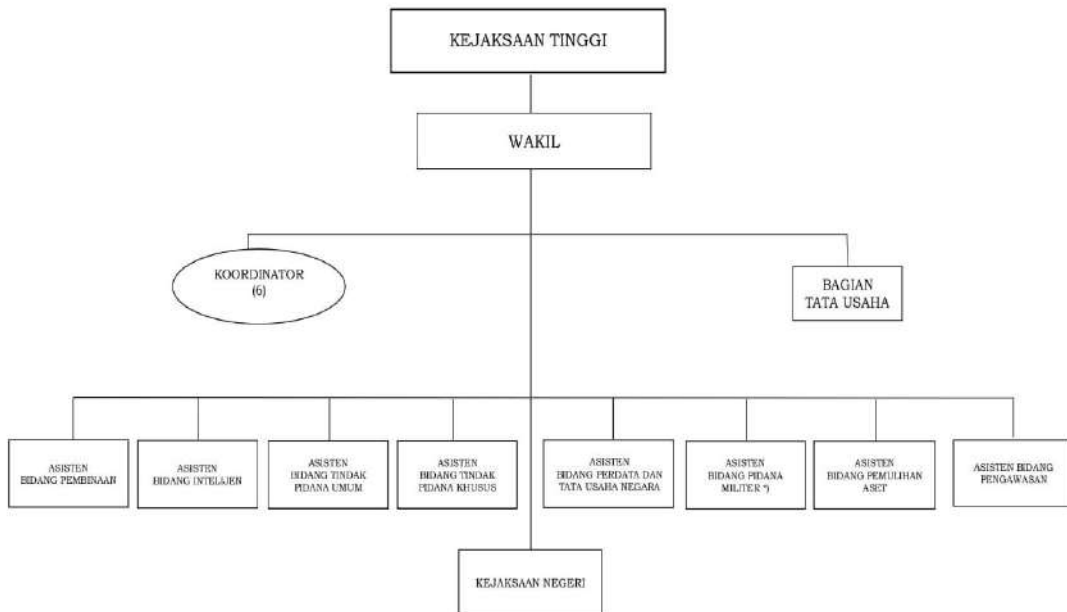 KEJAKSAAN TINGGI
WAKIL
KOORDINATOR
(6)
BAGIAN
TATA USAHA
ASISTEN
BIDANG PEMBINAAN
ASISTEN
BIDANG INTELIJEN
ASISTEN
BIDANG TINDAK
PIDANA UMUM
ASISTEN
BIDANG TINDAK
PIDANA KHUSUS
ASISTEN
BIDANG PERDATA DAN
TATA USAHA NEGARA
ASISTEN
BIDANG PIDANA
MILITER *)
ASISTEN
BIDANG PEMULIHAN
ASET
ASISTEN BIDANG
PENGAWASAN
KEJAKSAAN NEGERI